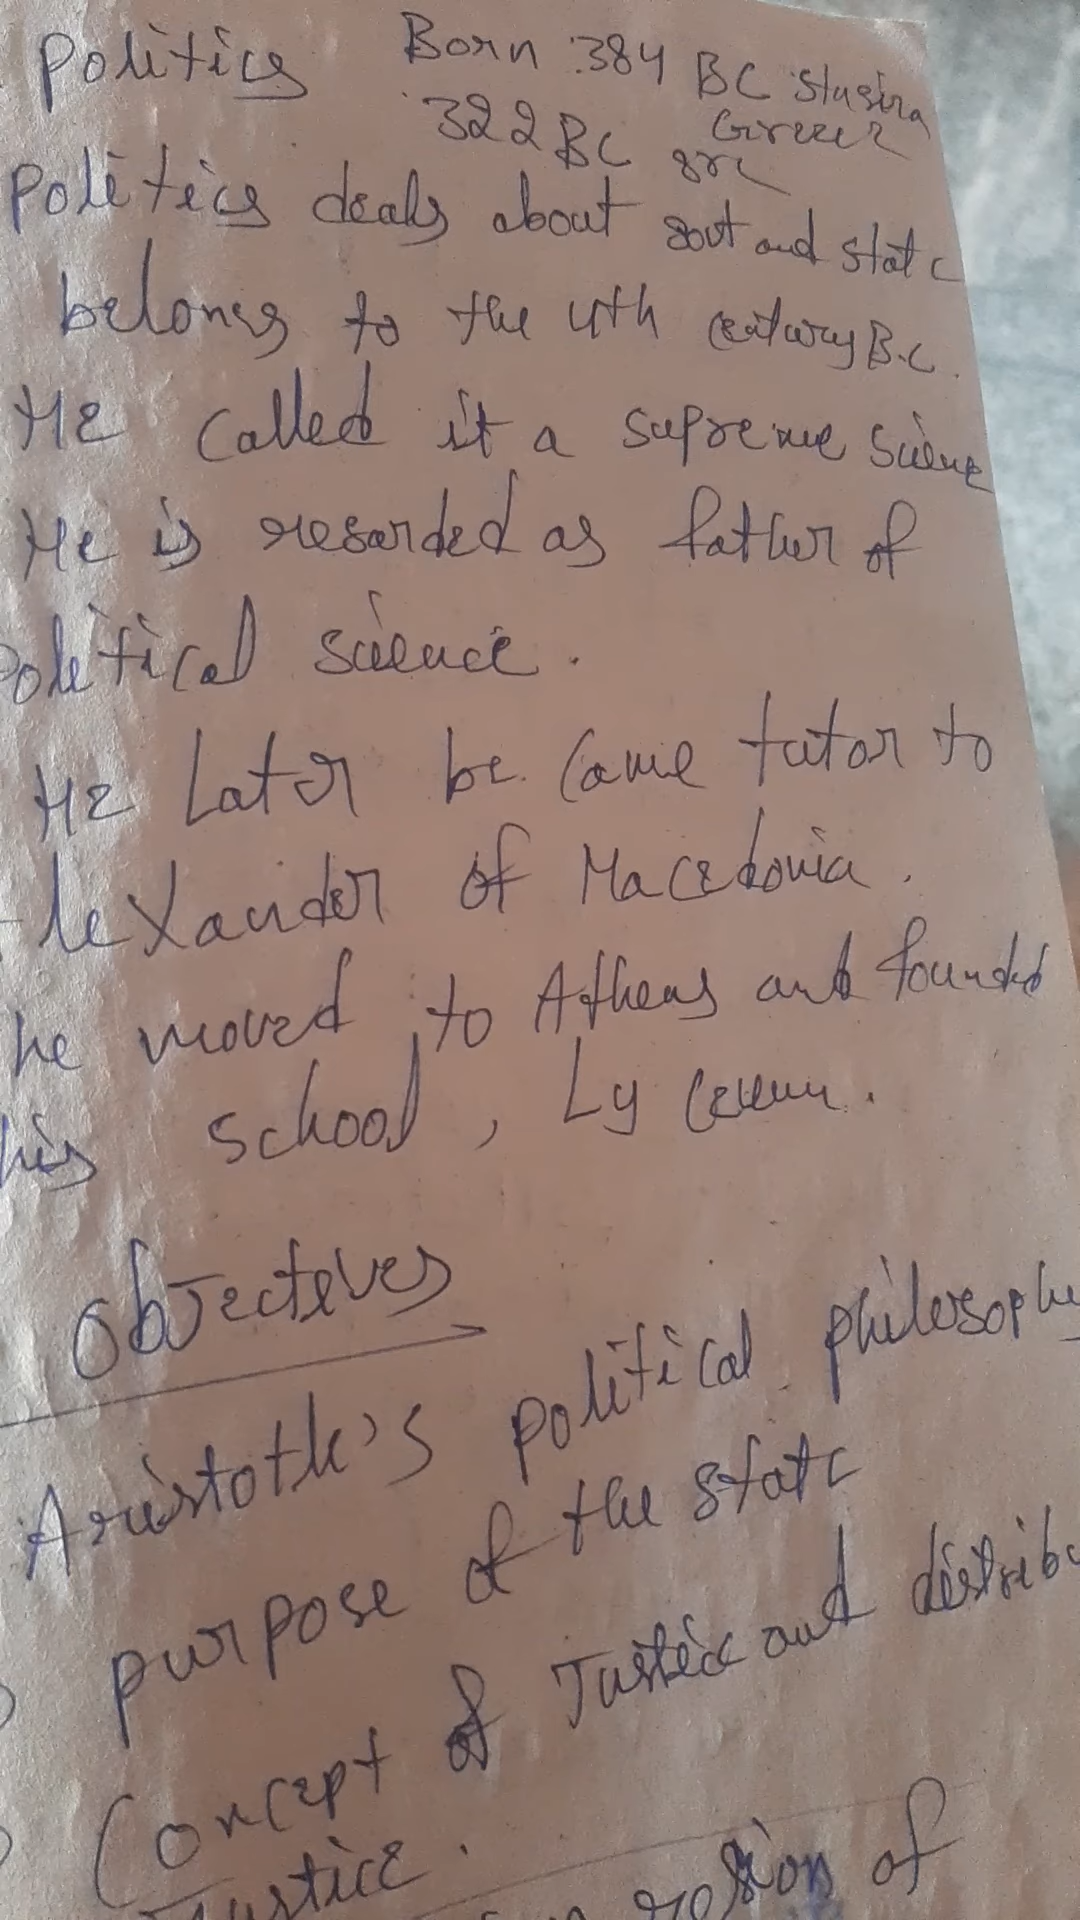 Politics Born 384 BC Stagira
322 BC Greece
Politics deals about govt and state
belongs to the 4th century B.C.
He called it a supreme Science
He is regarded as father of
Political science.
He Later be came tutor to
lexander of Macedonia.
he moved to Athens and founded
his school, Ly ceum.
Objectives
Aristotle's political philosophy
purpose of the state
Concept of Justice and distribu
Justice.
of